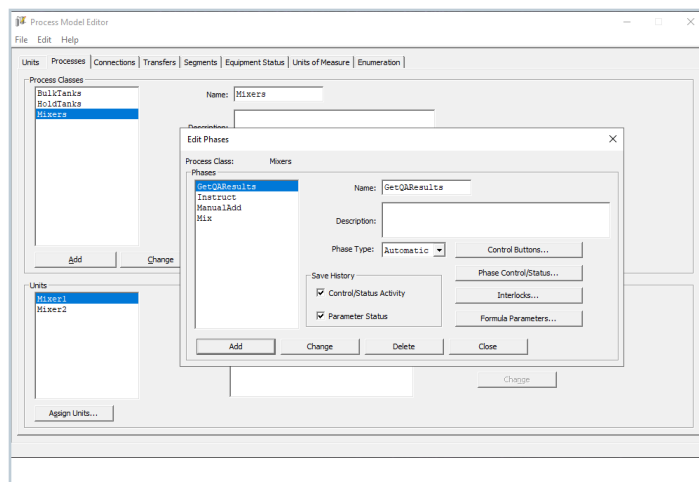 Process Model Editor
File Edit Help
Units Processes Connections Transfers Segments Equipment Status Units of Measure Enumeration
Process Classes
BulkTanks
HoldTanks
Mixers
Name: Mixers
Description:
Add Change
Units
Mixer1
Mixer2
Assign Units...
Change
Edit Phases
Process Class: Mixers
Phases
GetQAResults
Instruct
ManualAdd
Mix
Name: GetQAResults
Description:
Phase Type: Automatic
Save History
Control/Status Activity
Parameter Status
Control Buttons...
Phase Control/Status...
Interlocks...
Formula Parameters...
Add Change Delete Close